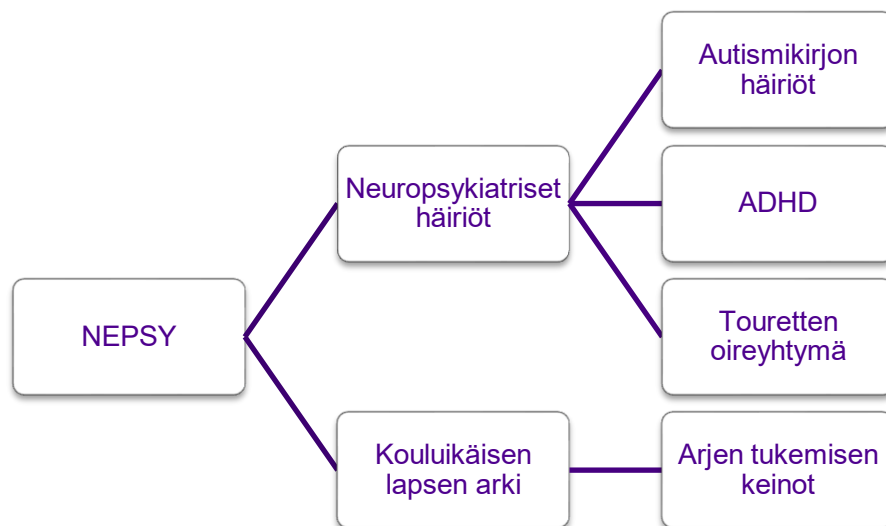 NEPSY
Neuropsykiatriset
häiriöt
Autismikirjon
häiriöt
ADHD
Touretten
oireyhtymä
Kouluikäisen
lapsen arki
Arjen tukemisen
keinot